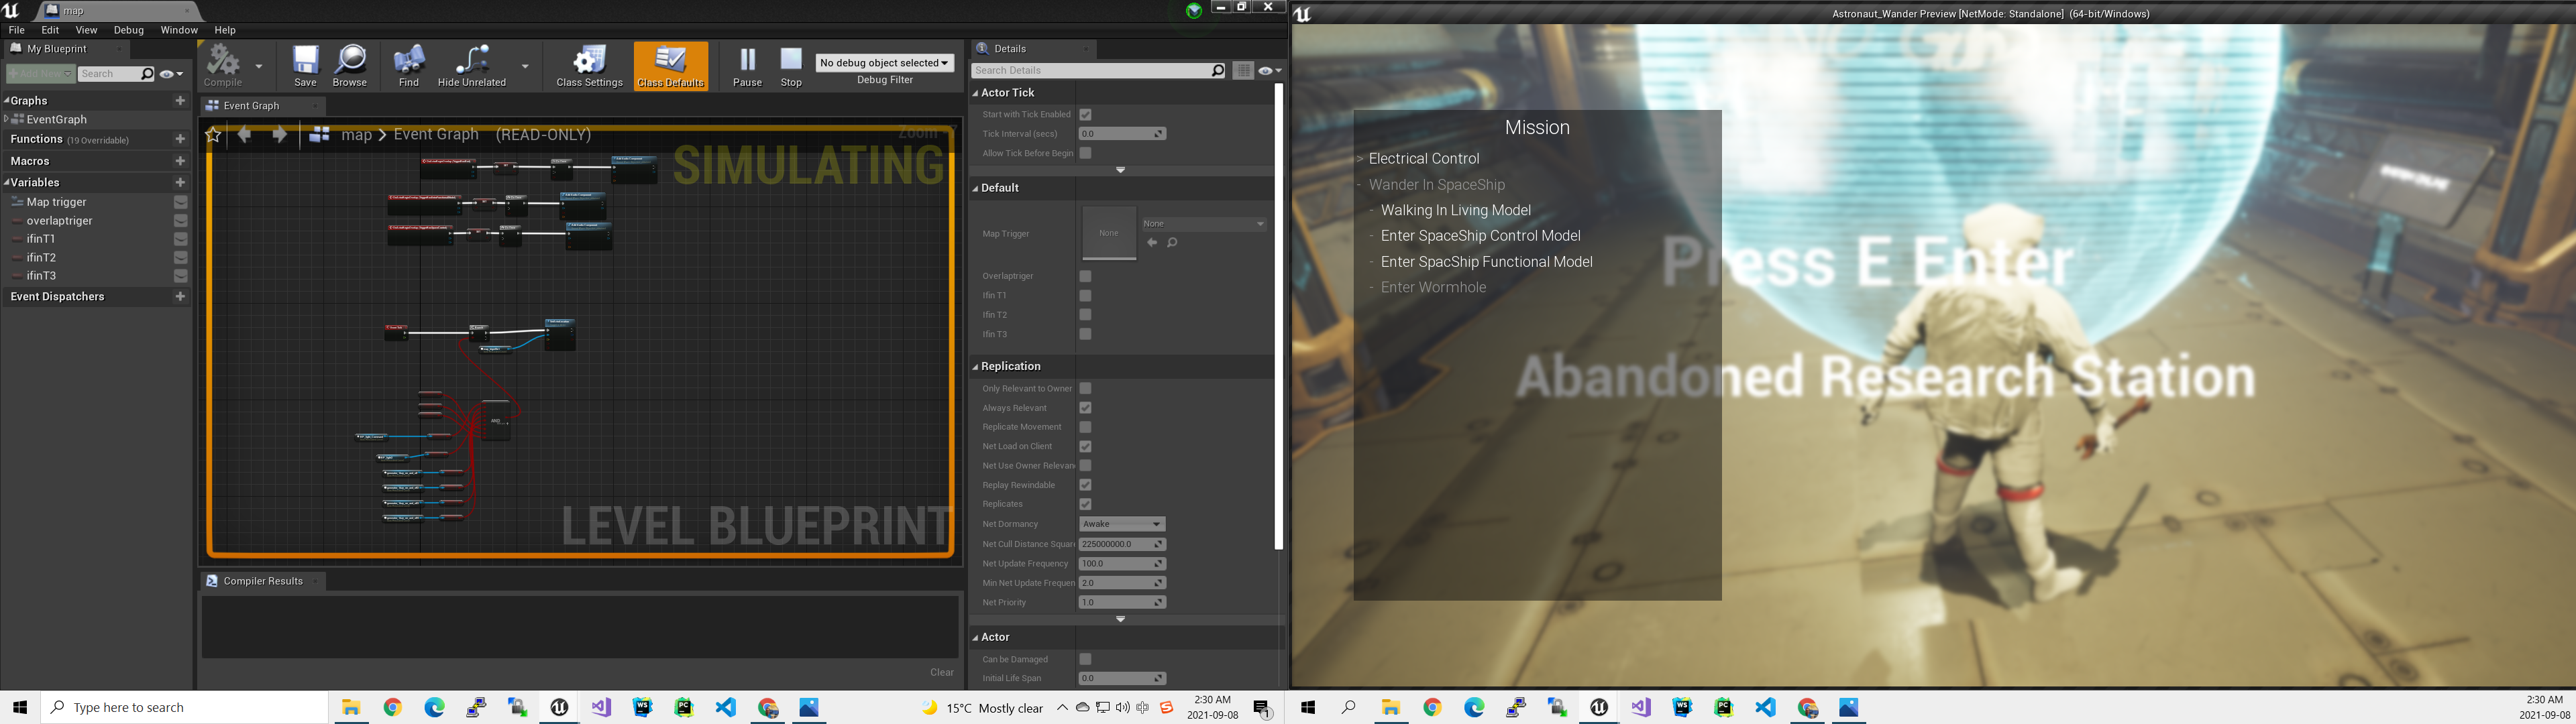 map
File Edit View Debug Window Help
My Blueprint
Add New
Search
Graphs
EventGraph
Functions (19 Overridable)
Macros
Variables
Map trigger
overlaptriger
ifinT1
ifinT2
ifinT3
Event Dispatchers
Compile
Save
Browse
Find
Hide Unrelated
Class Settings
Class Defaults
Pause
Stop
No debug object selected
Debug Filter
Event Graph
map > Event Graph (READ-ONLY)
Zoom
SIMULATING
AND
LEVEL BLUEPRINT
Compiler Results
Clear
Details
Search Details
Actor Tick
Start with Tick Enabled
Tick Interval (secs) 0.0
Allow Tick Before Begin
Default
Map Trigger None None
Overlaptriger
Ifin T1
Ifin T2
Ifin T3
Replication
Only Relevant to Owner
Always Relevant
Replicate Movement
Net Load on Client
Net Use Owner Relevan
Replay Rewindable
Replicates
Net Dormancy Awake
Net Cull Distance Square 225000000.0
Net Update Frequency 100.0
Min Net Update Frequen 2.0
Net Priority 1.0
Actor
Can be Damaged
Initial Life Span 0.0
Astronaut_Wander Preview [NetMode: Standalone] (64-bit/Windows)
Mission
> Electrical Control
- Wander In SpaceShip
- Walking In Living Model
- Enter SpaceShip Control Model
- Enter SpacShip Functional Model
- Enter Wormhole
Press E Enter
Abandoned Research Station
Type here to search
15°C Mostly clear
2:30 AM
2021-09-08
1
2:30 AM
2021-09-08